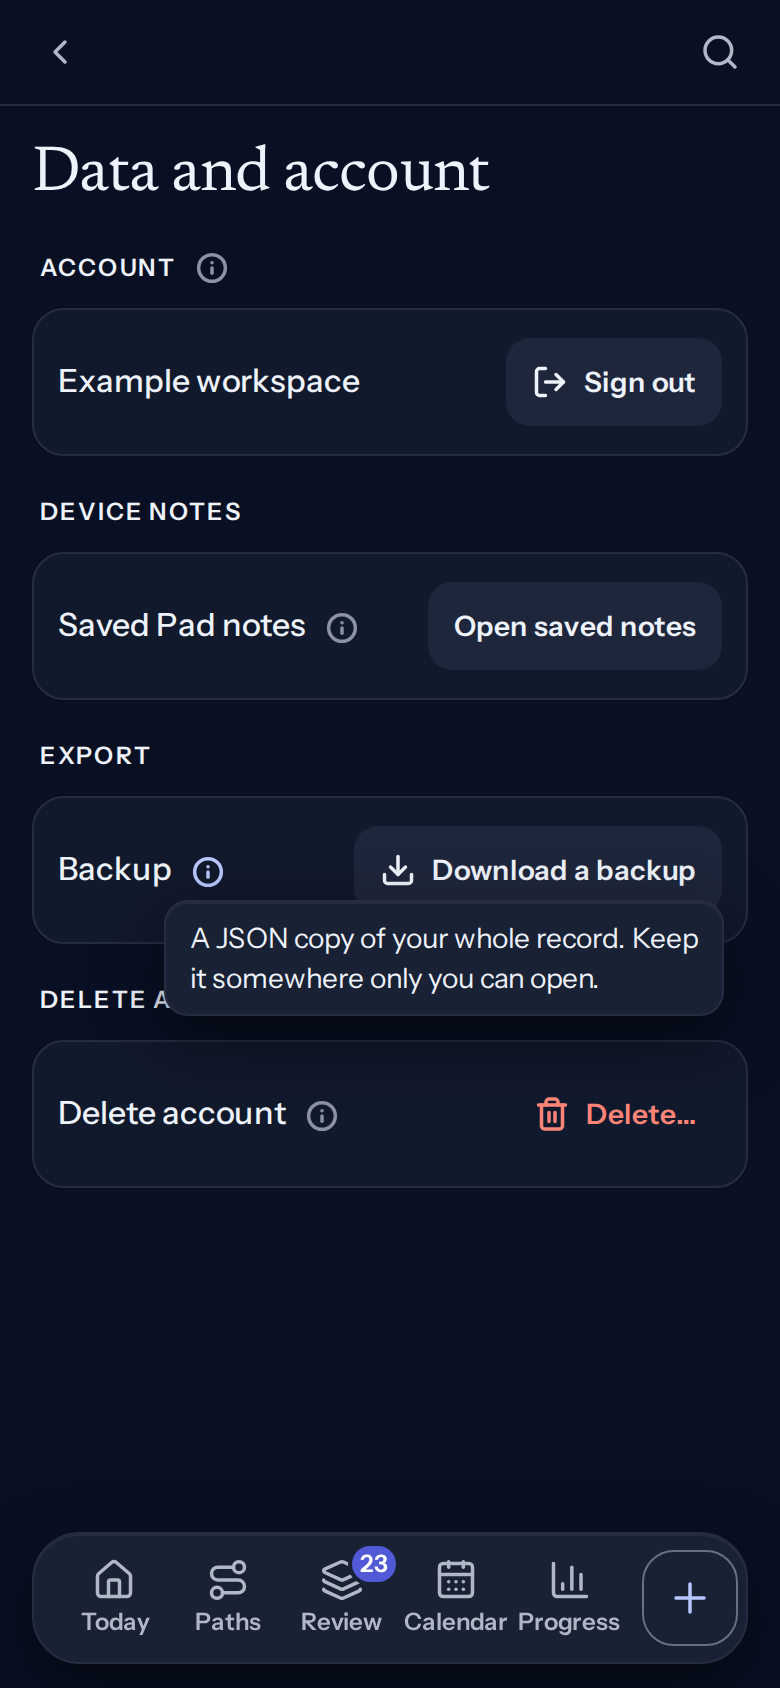 Data and account
ACCOUNT
Example workspace
Sign out
DEVICE NOTES
Saved Pad notes
Open saved notes
EXPORT
Backup
Download a backup
A JSON copy of your whole record. Keep
it somewhere only you can open.
DELETE A
Delete account
Delete...
23
Today
Paths
Review
Calendar
Progress